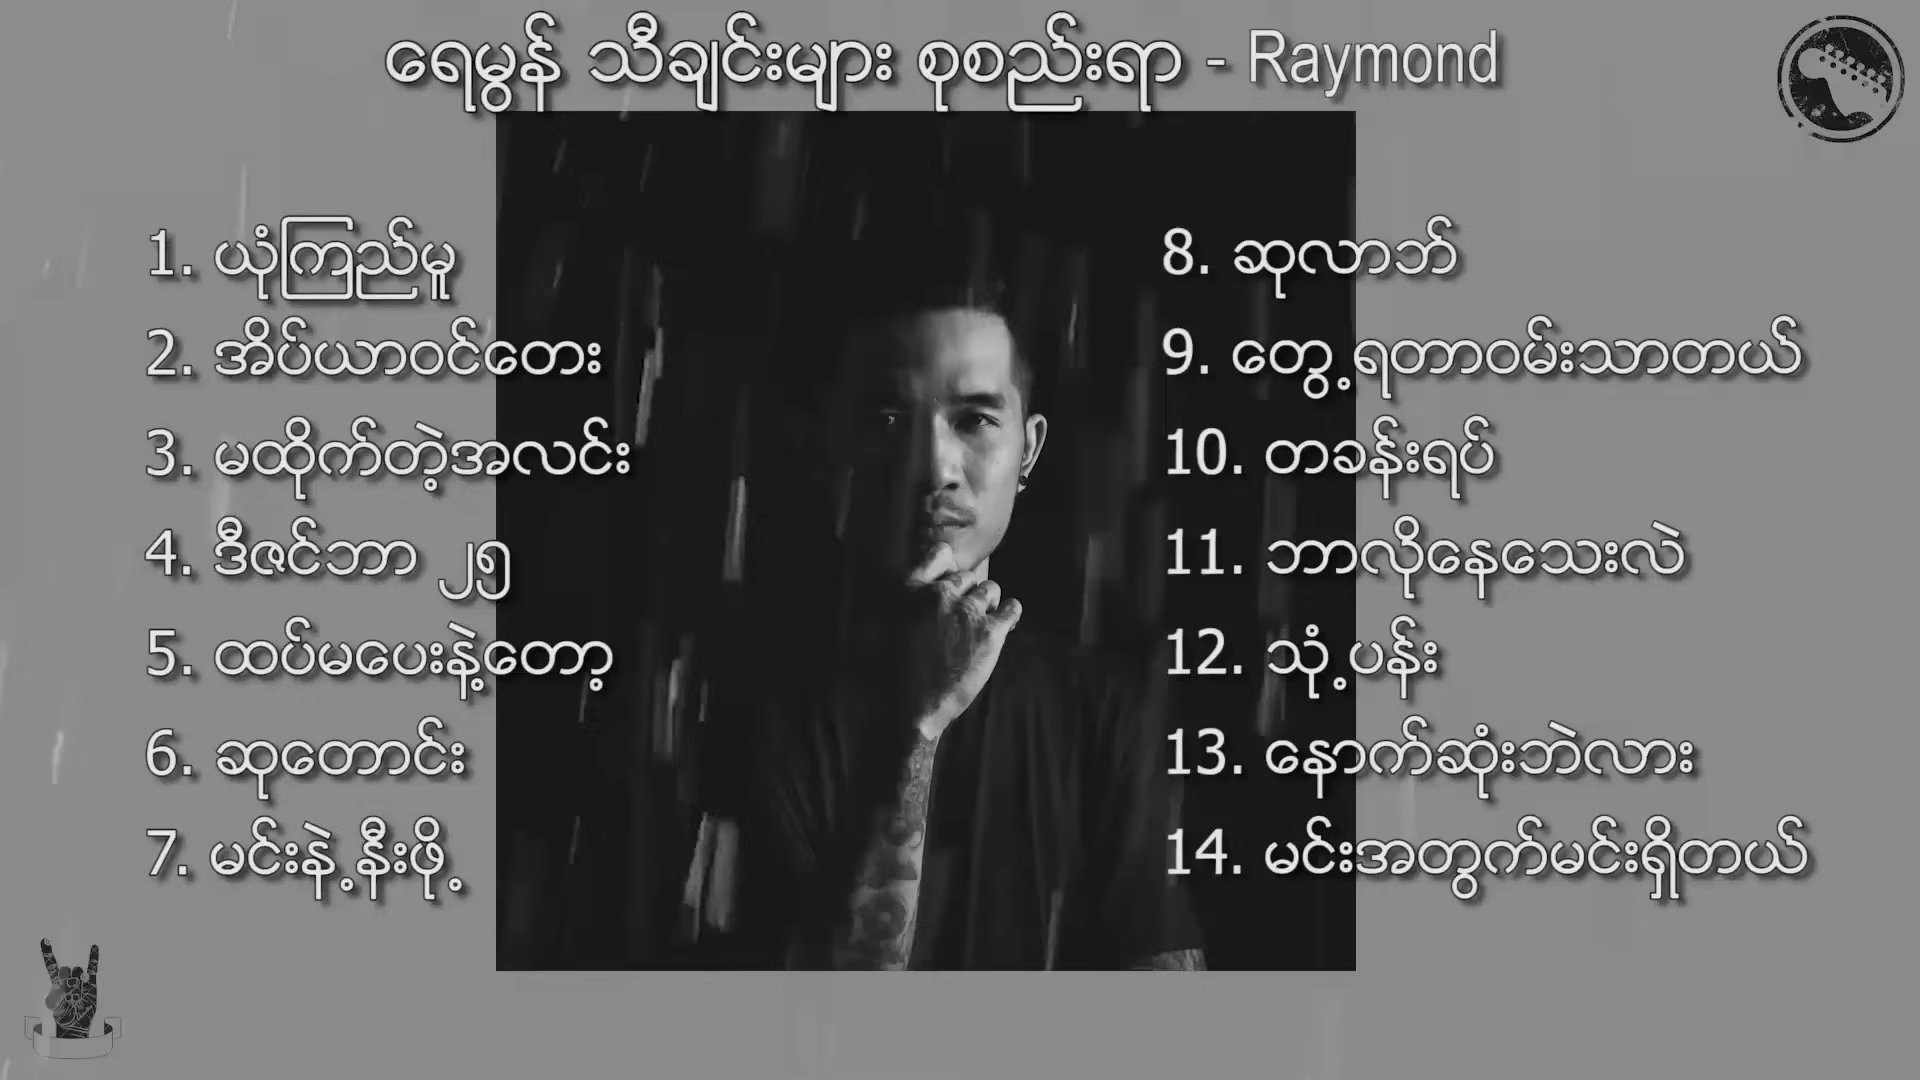 ရေမွန် သီချင်းများ စုစည်းရာ - Raymond
1. ယုံကြည်မှု
2. အိပ်ယာဝင်တေး
3. မထိုက်တဲ့အလင်း
4. ဒီဇင်ဘာ ၂၅
5. ထပ်မပေးနဲ့တော့
6. ဆုတောင်း
7. မင်းနဲ့နီးဖို့
8. ဆုလာဘ်
9. တွေ့ရတာဝမ်းသာတယ်
10. တခန်းရပ်
11. ဘာလိုနေသေးလဲ
12. သုံ့ပန်း
13. နောက်ဆုံးဘဲလား
14. မင်းအတွက်မင်းရှိတယ်